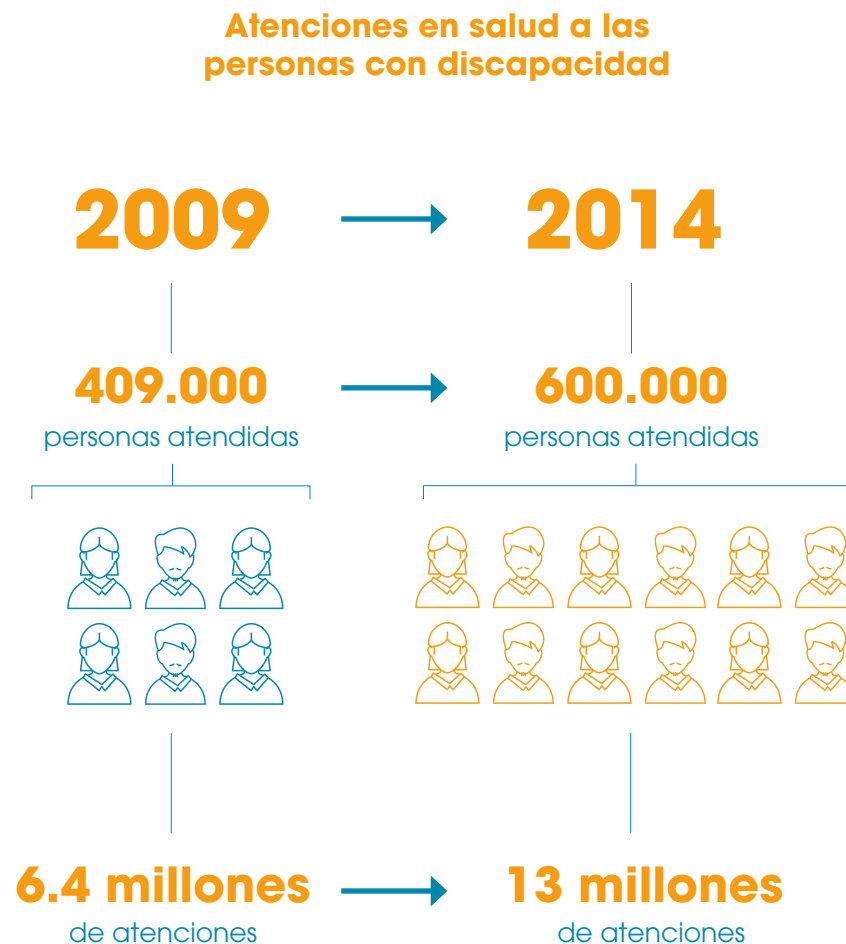 Atenciones en salud a las
personas con discapacidad
2009
2014
409.000
600.000
personas atendidas
personas atendidas
6.4 millones
13 millones
de atenciones
de atenciones